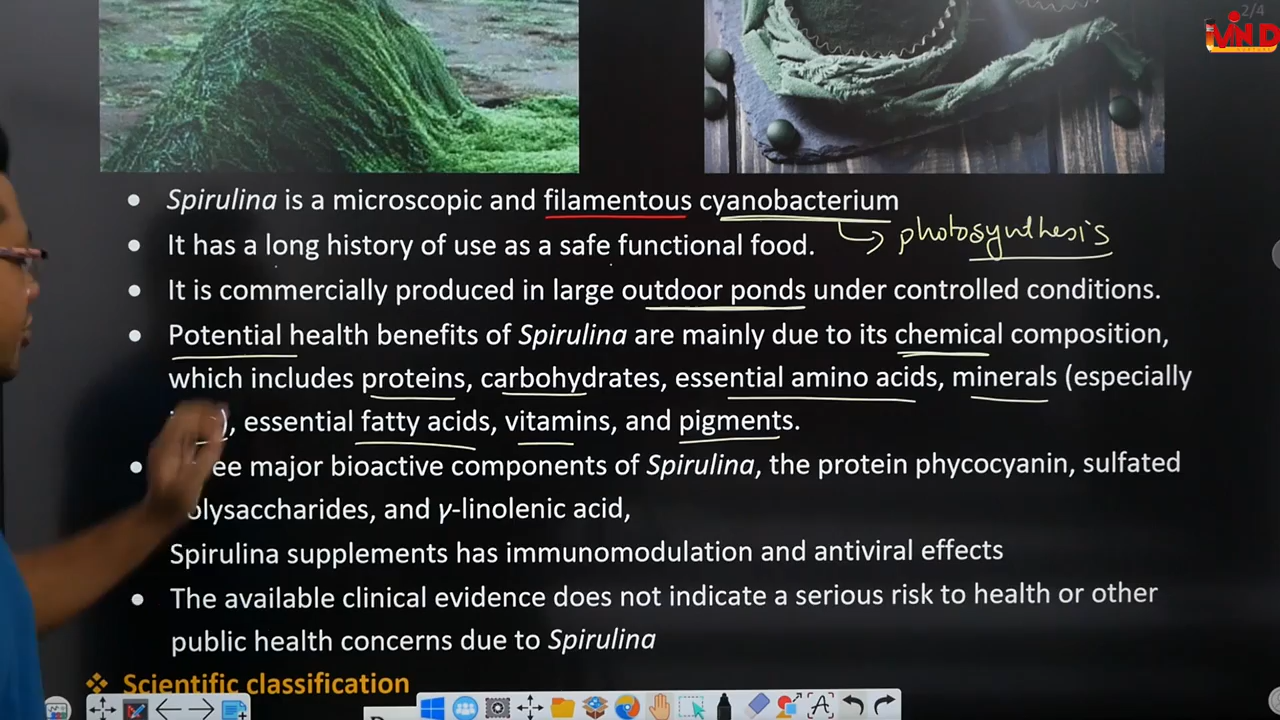 2/4
MIND
Spirulina is a microscopic and filamentous cyanobacterium
photosynthesis
It has a long history of use as a safe functional food.
It is commercially produced in large outdoor ponds under controlled conditions.
Potential health benefits of Spirulina are mainly due to its chemical composition,
which includes proteins, carbohydrates, essential amino acids, minerals (especially
), essential fatty acids, vitamins, and pigments.
major bioactive components of Spirulina, the protein phycocyanin, sulfated
and γ-linolenic acid,
Spirulina supplements has immunomodulation and antiviral effects
The available clinical evidence does not indicate a serious risk to health or other
public health concerns due to Spirulina
❖ Scientific classification